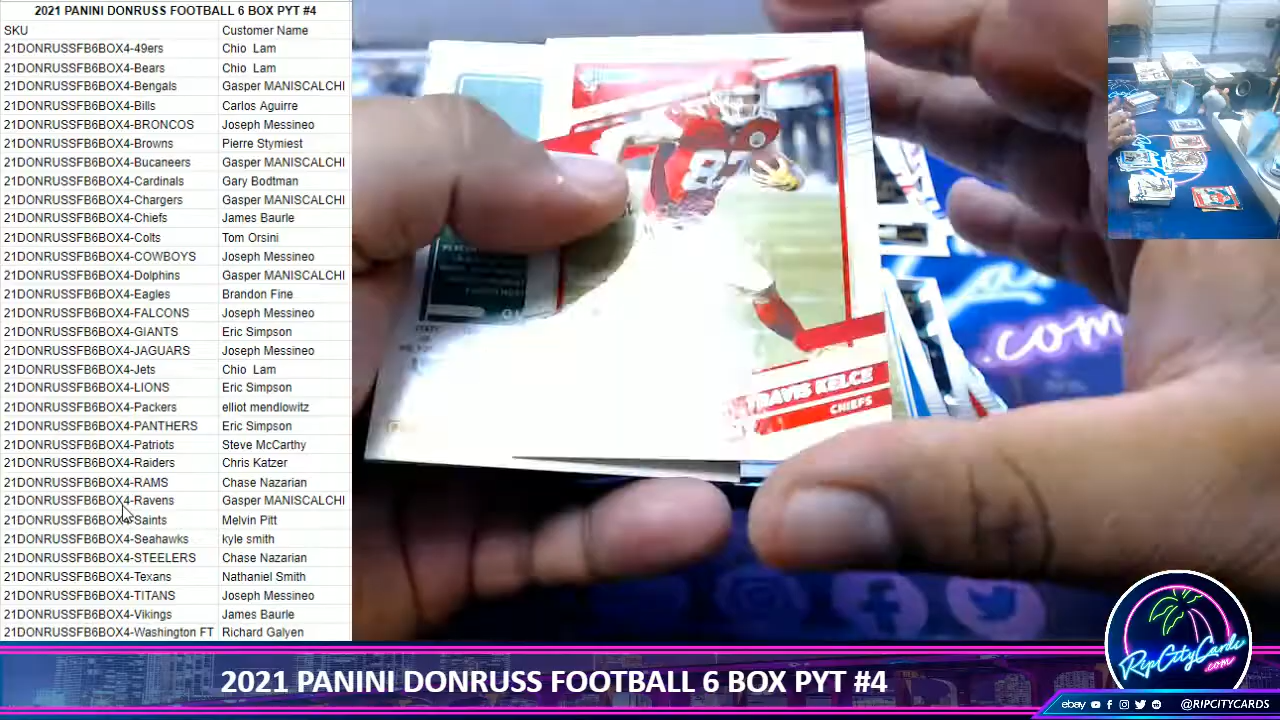 2021 PANINI DONRUSS FOOTBALL 6 BOX PYT #4
SKU Customer Name
21DONRUSSFB6BOX4-49ers Chio Lam
21DONRUSSFB6BOX4-Bears Chio Lam
21DONRUSSFB6BOX4-Bengals Gasper MANISCALCHI
21DONRUSSFB6BOX4-Bills Carlos Aguirre
21DONRUSSFB6BOX4-BRONCOS Joseph Messineo
21DONRUSSFB6BOX4-Browns Pierre Stymiest
21DONRUSSFB6BOX4-Bucaneers Gasper MANISCALCHI
21DONRUSSFB6BOX4-Cardinals Gary Bodtman
21DONRUSSFB6BOX4-Chargers Gasper MANISCALCHI
21DONRUSSFB6BOX4-Chiefs James Baurle
21DONRUSSFB6BOX4-Colts Tom Orsini
21DONRUSSFB6BOX4-COWBOYS Joseph Messineo
21DONRUSSFB6BOX4-Dolphins Gasper MANISCALCHI
21DONRUSSFB6BOX4-Eagles Brandon Fine
21DONRUSSFB6BOX4-FALCONS Joseph Messineo
21DONRUSSFB6BOX4-GIANTS Eric Simpson
21DONRUSSFB6BOX4-JAGUARS Joseph Messineo
21DONRUSSFB6BOX4-Jets Chio Lam
21DONRUSSFB6BOX4-LIONS Eric Simpson
21DONRUSSFB6BOX4-Packers elliot mendlowitz
21DONRUSSFB6BOX4-PANTHERS Eric Simpson
21DONRUSSFB6BOX4-Patriots Steve McCarthy
21DONRUSSFB6BOX4-Raiders Chris Katzer
21DONRUSSFB6BOX4-RAMS Chase Nazarian
21DONRUSSFB6BOX4-Ravens Gasper MANISCALCHI
21DONRUSSFB6BOX4-Saints Melvin Pitt
21DONRUSSFB6BOX4-Seahawks kyle smith
21DONRUSSFB6BOX4-STEELERS Chase Nazarian
21DONRUSSFB6BOX4-Texans Nathaniel Smith
21DONRUSSFB6BOX4-TITANS Joseph Messineo
21DONRUSSFB6BOX4-Vikings James Baurle
21DONRUSSFB6BOX4-Washington FT Richard Galyen
87
TRAVIS KELCE
CHIEFS
.com
RipCityCards
.com
2021 PANINI DONRUSS FOOTBALL 6 BOX PYT #4
ebay @RIPCITYCARDS